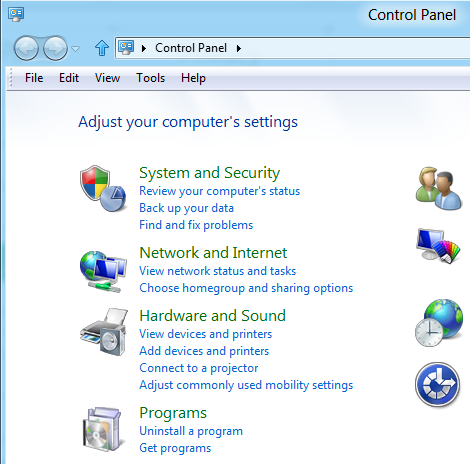 Control Panel
Control Panel
File Edit View Tools Help
Adjust your computer's settings
System and Security
Review your computer's status
Back up your data
Find and fix problems
Network and Internet
View network status and tasks
Choose homegroup and sharing options
Hardware and Sound
View devices and printers
Add devices and printers
Connect to a projector
Adjust commonly used mobility settings
Programs
Uninstall a program
Get programs